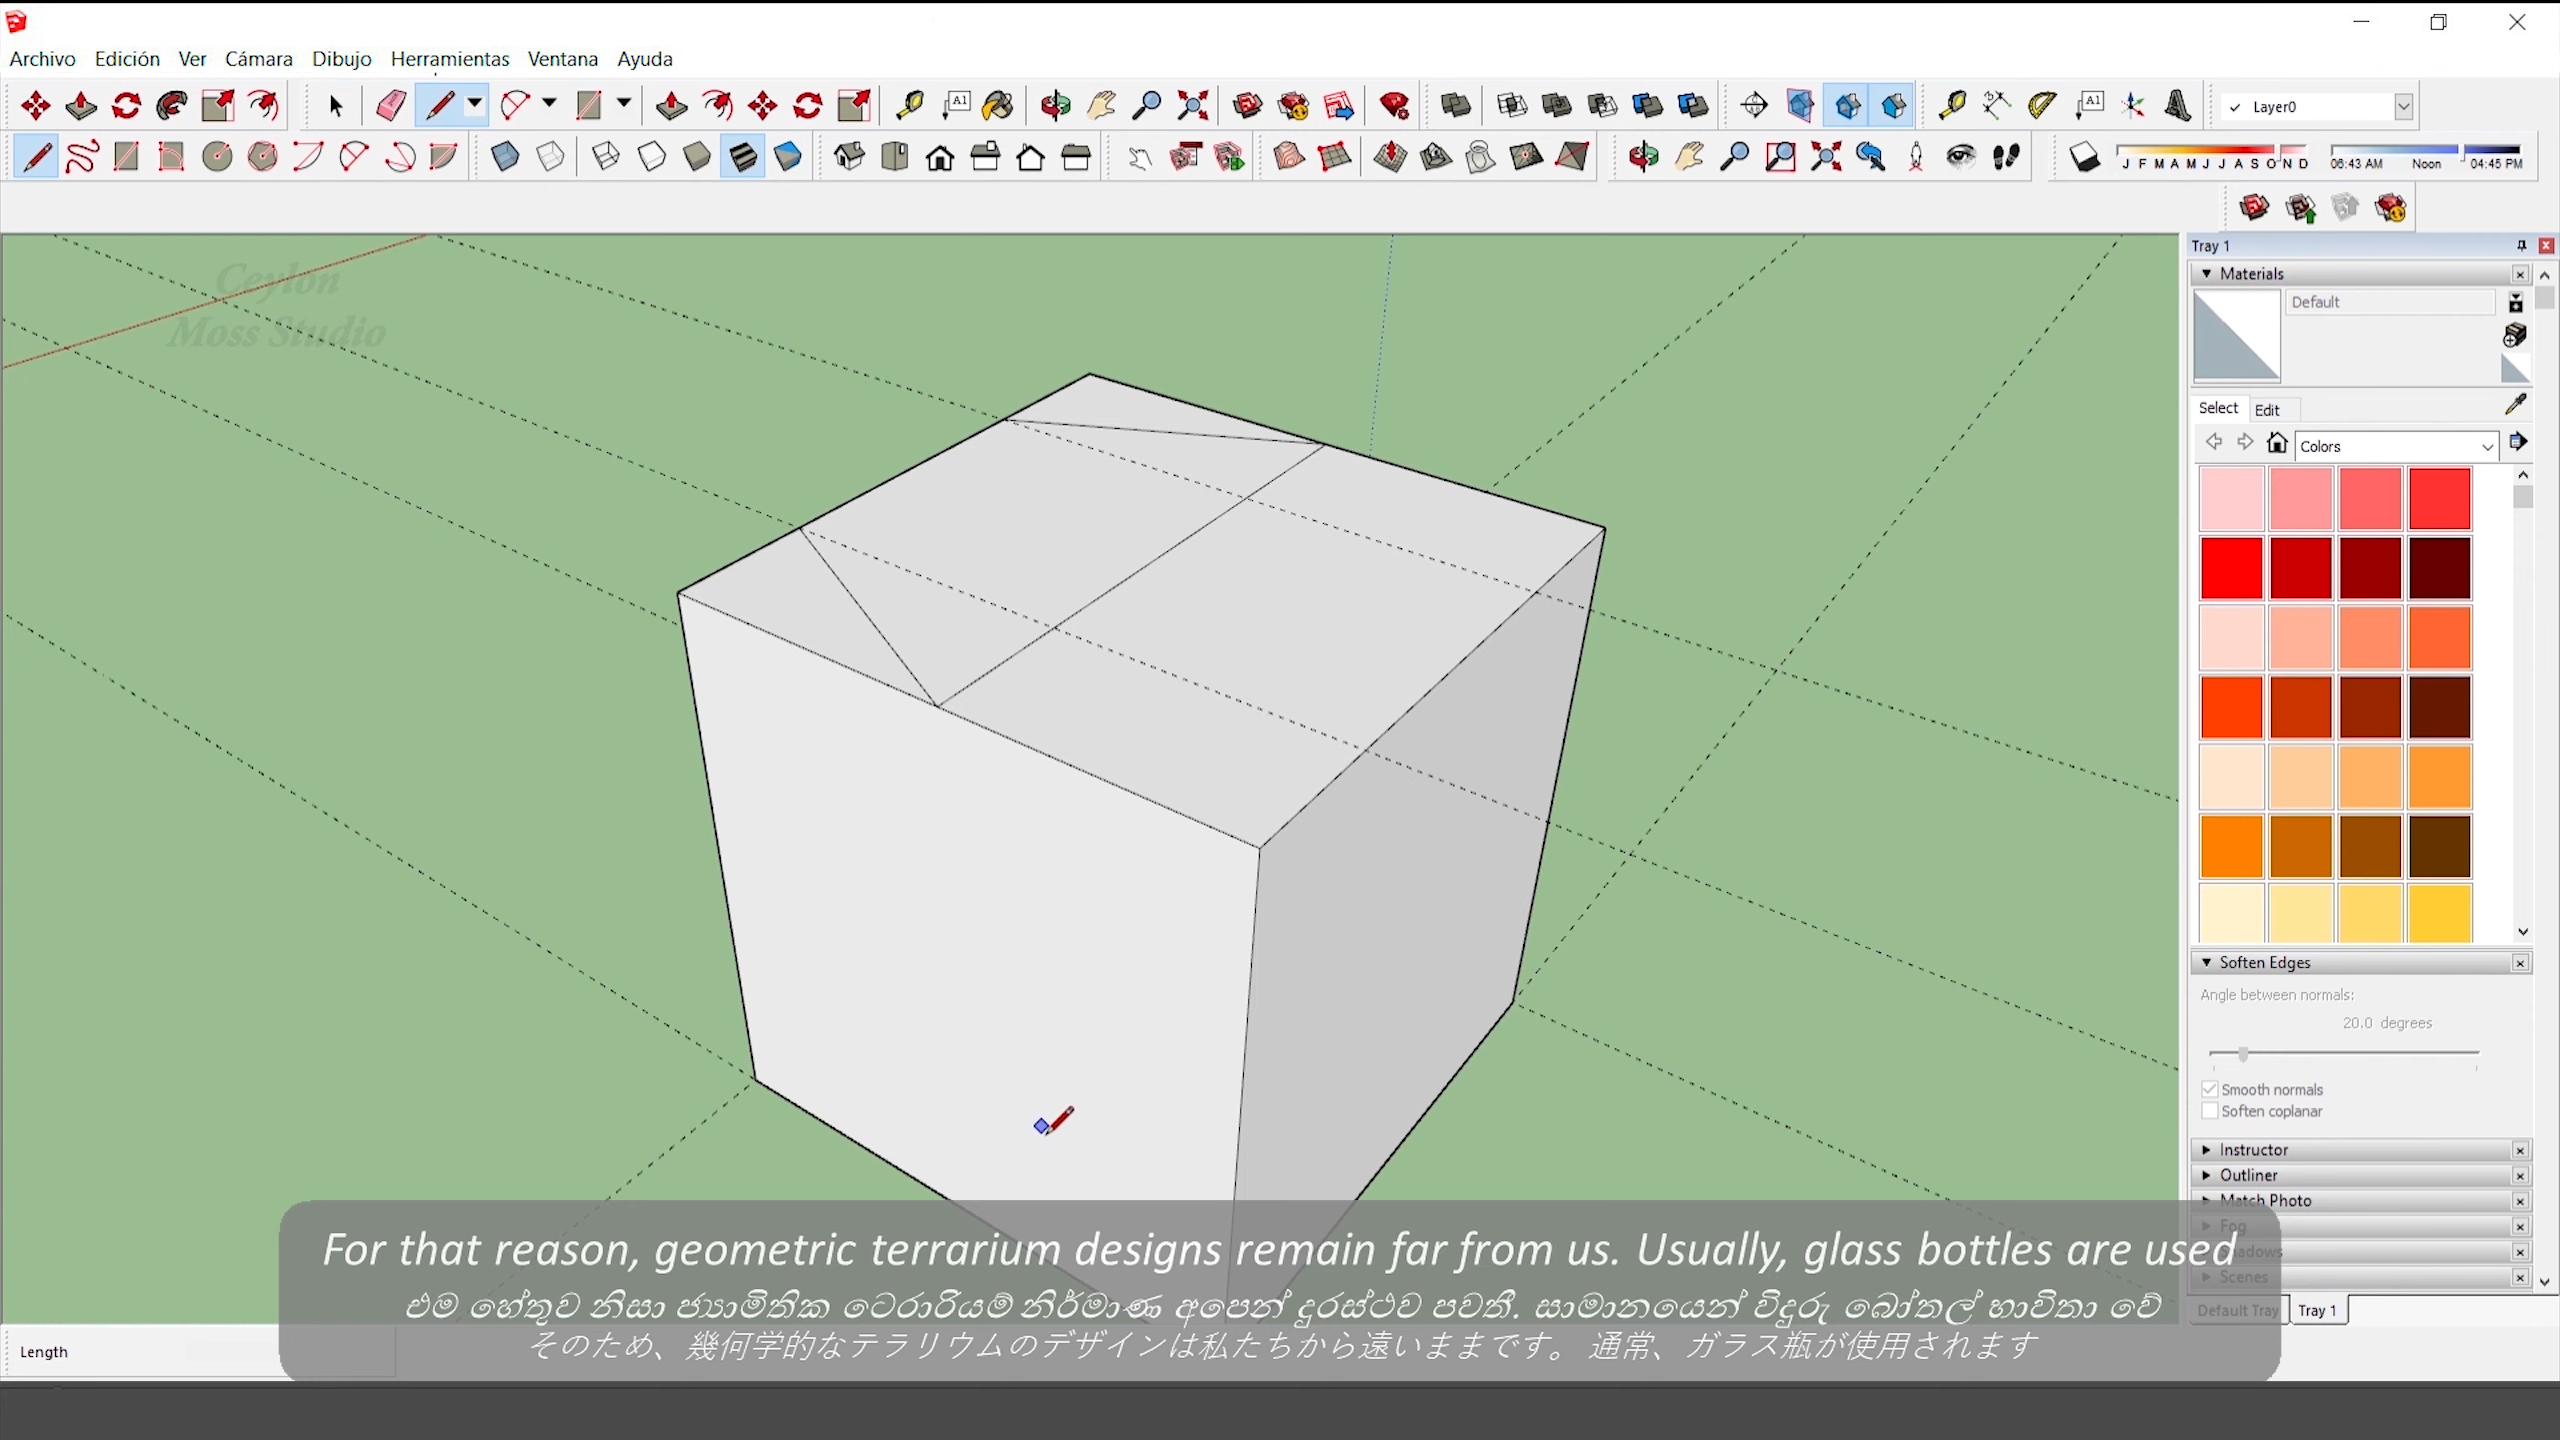 Archivo Edición Ver Cámara Dibujo Herramientas Ventana Ayuda
A1
A1
Layer0
J F M A M J J A S O N D
06:43 AM Noon 04:45 PM
Tray 1
Ceylon
Moss Studio
Materials
Default
Select Edit
Colors
Soften Edges
Angle between normals:
20.0 degrees
Smooth normals
Soften coplanar
Instructor
Outliner
Match Photo
Fog
Shadows
Scenes
Default Tray Tray 1
For that reason, geometric terrarium designs remain far from us. Usually, glass bottles are used
එම හේතුව නිසා ජ්‍යාමිතික ටෙරාරියම් නිර්මාණ අපෙන් දුරස්ථව පවතී. සාමාන‍යෙන් විදුරු බෝතල් භාවිතා වේ
そのため、幾何学的なテラリウムのデザインは私たちから遠いままです。 通常、ガラス瓶が使用されます
Length